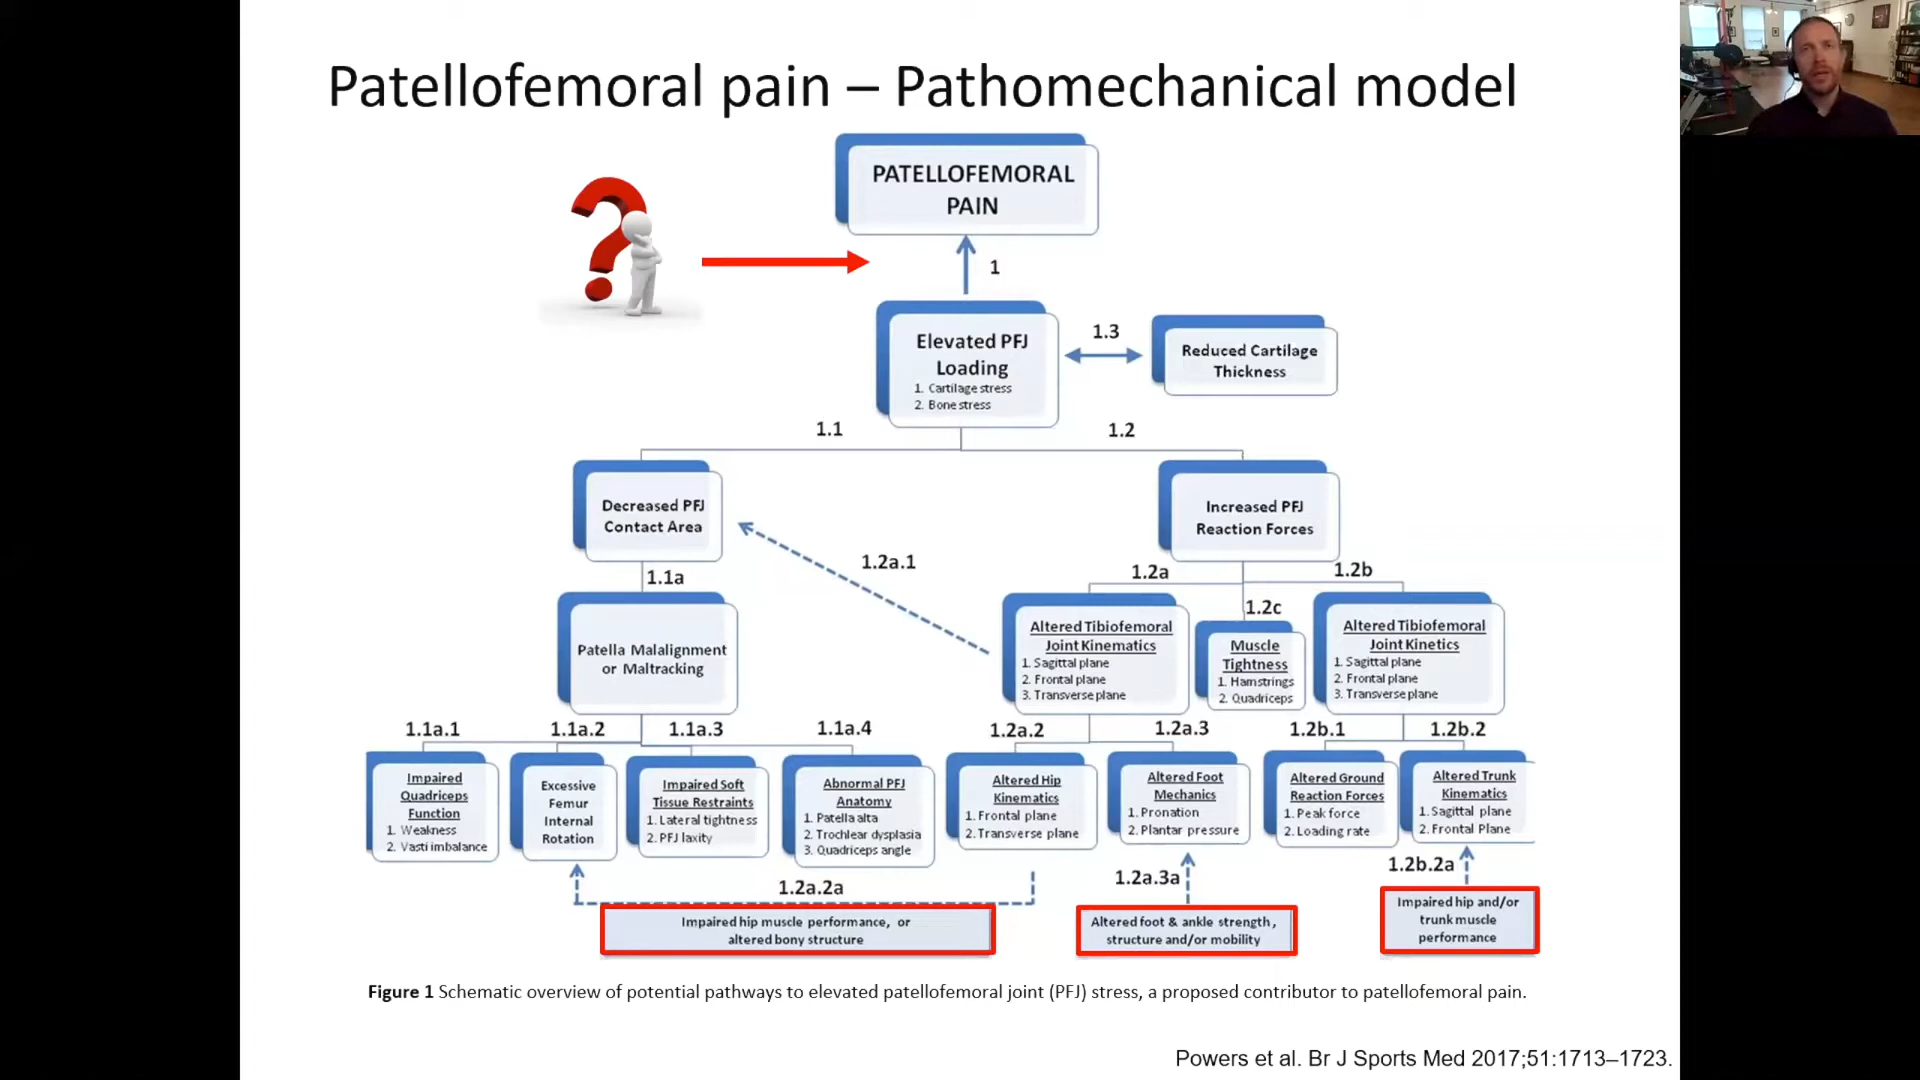 Patellofemoral pain – Pathomechanical model
PATELLOFEMORAL
PAIN
1
Elevated PFJ
Loading
1. Cartilage stress
2. Bone stress
1.3
Reduced Cartilage
Thickness
1.1
1.2
Decreased PFJ
Contact Area
Increased PFJ
Reaction Forces
1.2a.1
1.1a
1.2a
1.2b
1.2c
Patella Malalignment
or Maltracking
Altered Tibiofemoral
Joint Kinematics
1. Sagittal plane
2. Frontal plane
3. Transverse plane
Muscle
Tightness
1. Hamstrings
2. Quadriceps
Altered Tibiofemoral
Joint Kinetics
1. Sagittal plane
2. Frontal plane
3. Transverse plane
1.1a.1
1.1a.2
1.1a.3
1.1a.4
1.2a.2
1.2a.3
1.2b.1
1.2b.2
Impaired
Quadriceps
Function
1. Weakness
2. Vasti imbalance
Excessive
Femur
Internal
Rotation
Impaired Soft
Tissue Restraints
1. Lateral tightness
2. PFJ laxity
Abnormal PFJ
Anatomy
1. Patella alta
2. Trochlear dysplasia
3. Quadriceps angle
Altered Hip
Kinematics
1. Frontal plane
2. Transverse plane
Altered Foot
Mechanics
1. Pronation
2. Plantar pressure
Altered Ground
Reaction Forces
1. Peak force
2. Loading rate
Altered Trunk
Kinematics
1. Sagittal plane
2. Frontal Plane
1.2a.2a
1.2a.3a
1.2b.2a
Impaired hip muscle performance, or
altered bony structure
Altered foot & ankle strength,
structure and/or mobility
Impaired hip and/or
trunk muscle
performance
Figure 1 Schematic overview of potential pathways to elevated patellofemoral joint (PFJ) stress, a proposed contributor to patellofemoral pain.
Powers et al. Br J Sports Med 2017;51:1713–1723.